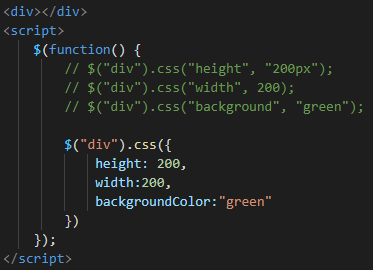 <div></div>
<script>
$(function() {
// $("div").css("height", "200px");
// $("div").css("width", 200);
// $("div").css("background", "green");
$("div").css({
height: 200,
width:200,
backgroundColor:"green"
})
});
</script>